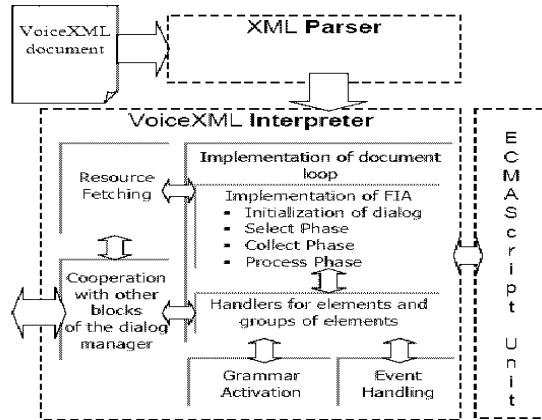 VoiceXML
document
XML Parser
VoiceXML Interpreter
Resource
Fetching
Implementation of document
loop
Implementation of FIA
▪ Initialization of dialog
▪ Select Phase
▪ Collect Phase
▪ Process Phase
Cooperation
with other
blocks
of the dialog
manager
Handlers for elements and
groups of elements
Grammar
Activation
Event
Handling
ECMAScript Unit